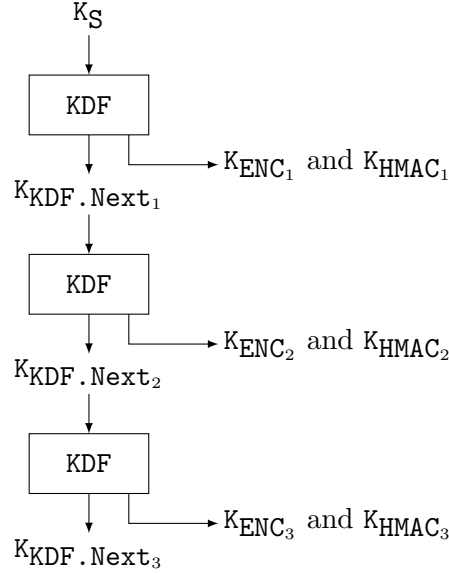 K_S
KDF
K_ENC₁ and K_HMAC₁
K_KDF.Next₁
KDF
K_ENC₂ and K_HMAC₂
K_KDF.Next₂
KDF
K_ENC₃ and K_HMAC₃
K_KDF.Next₃